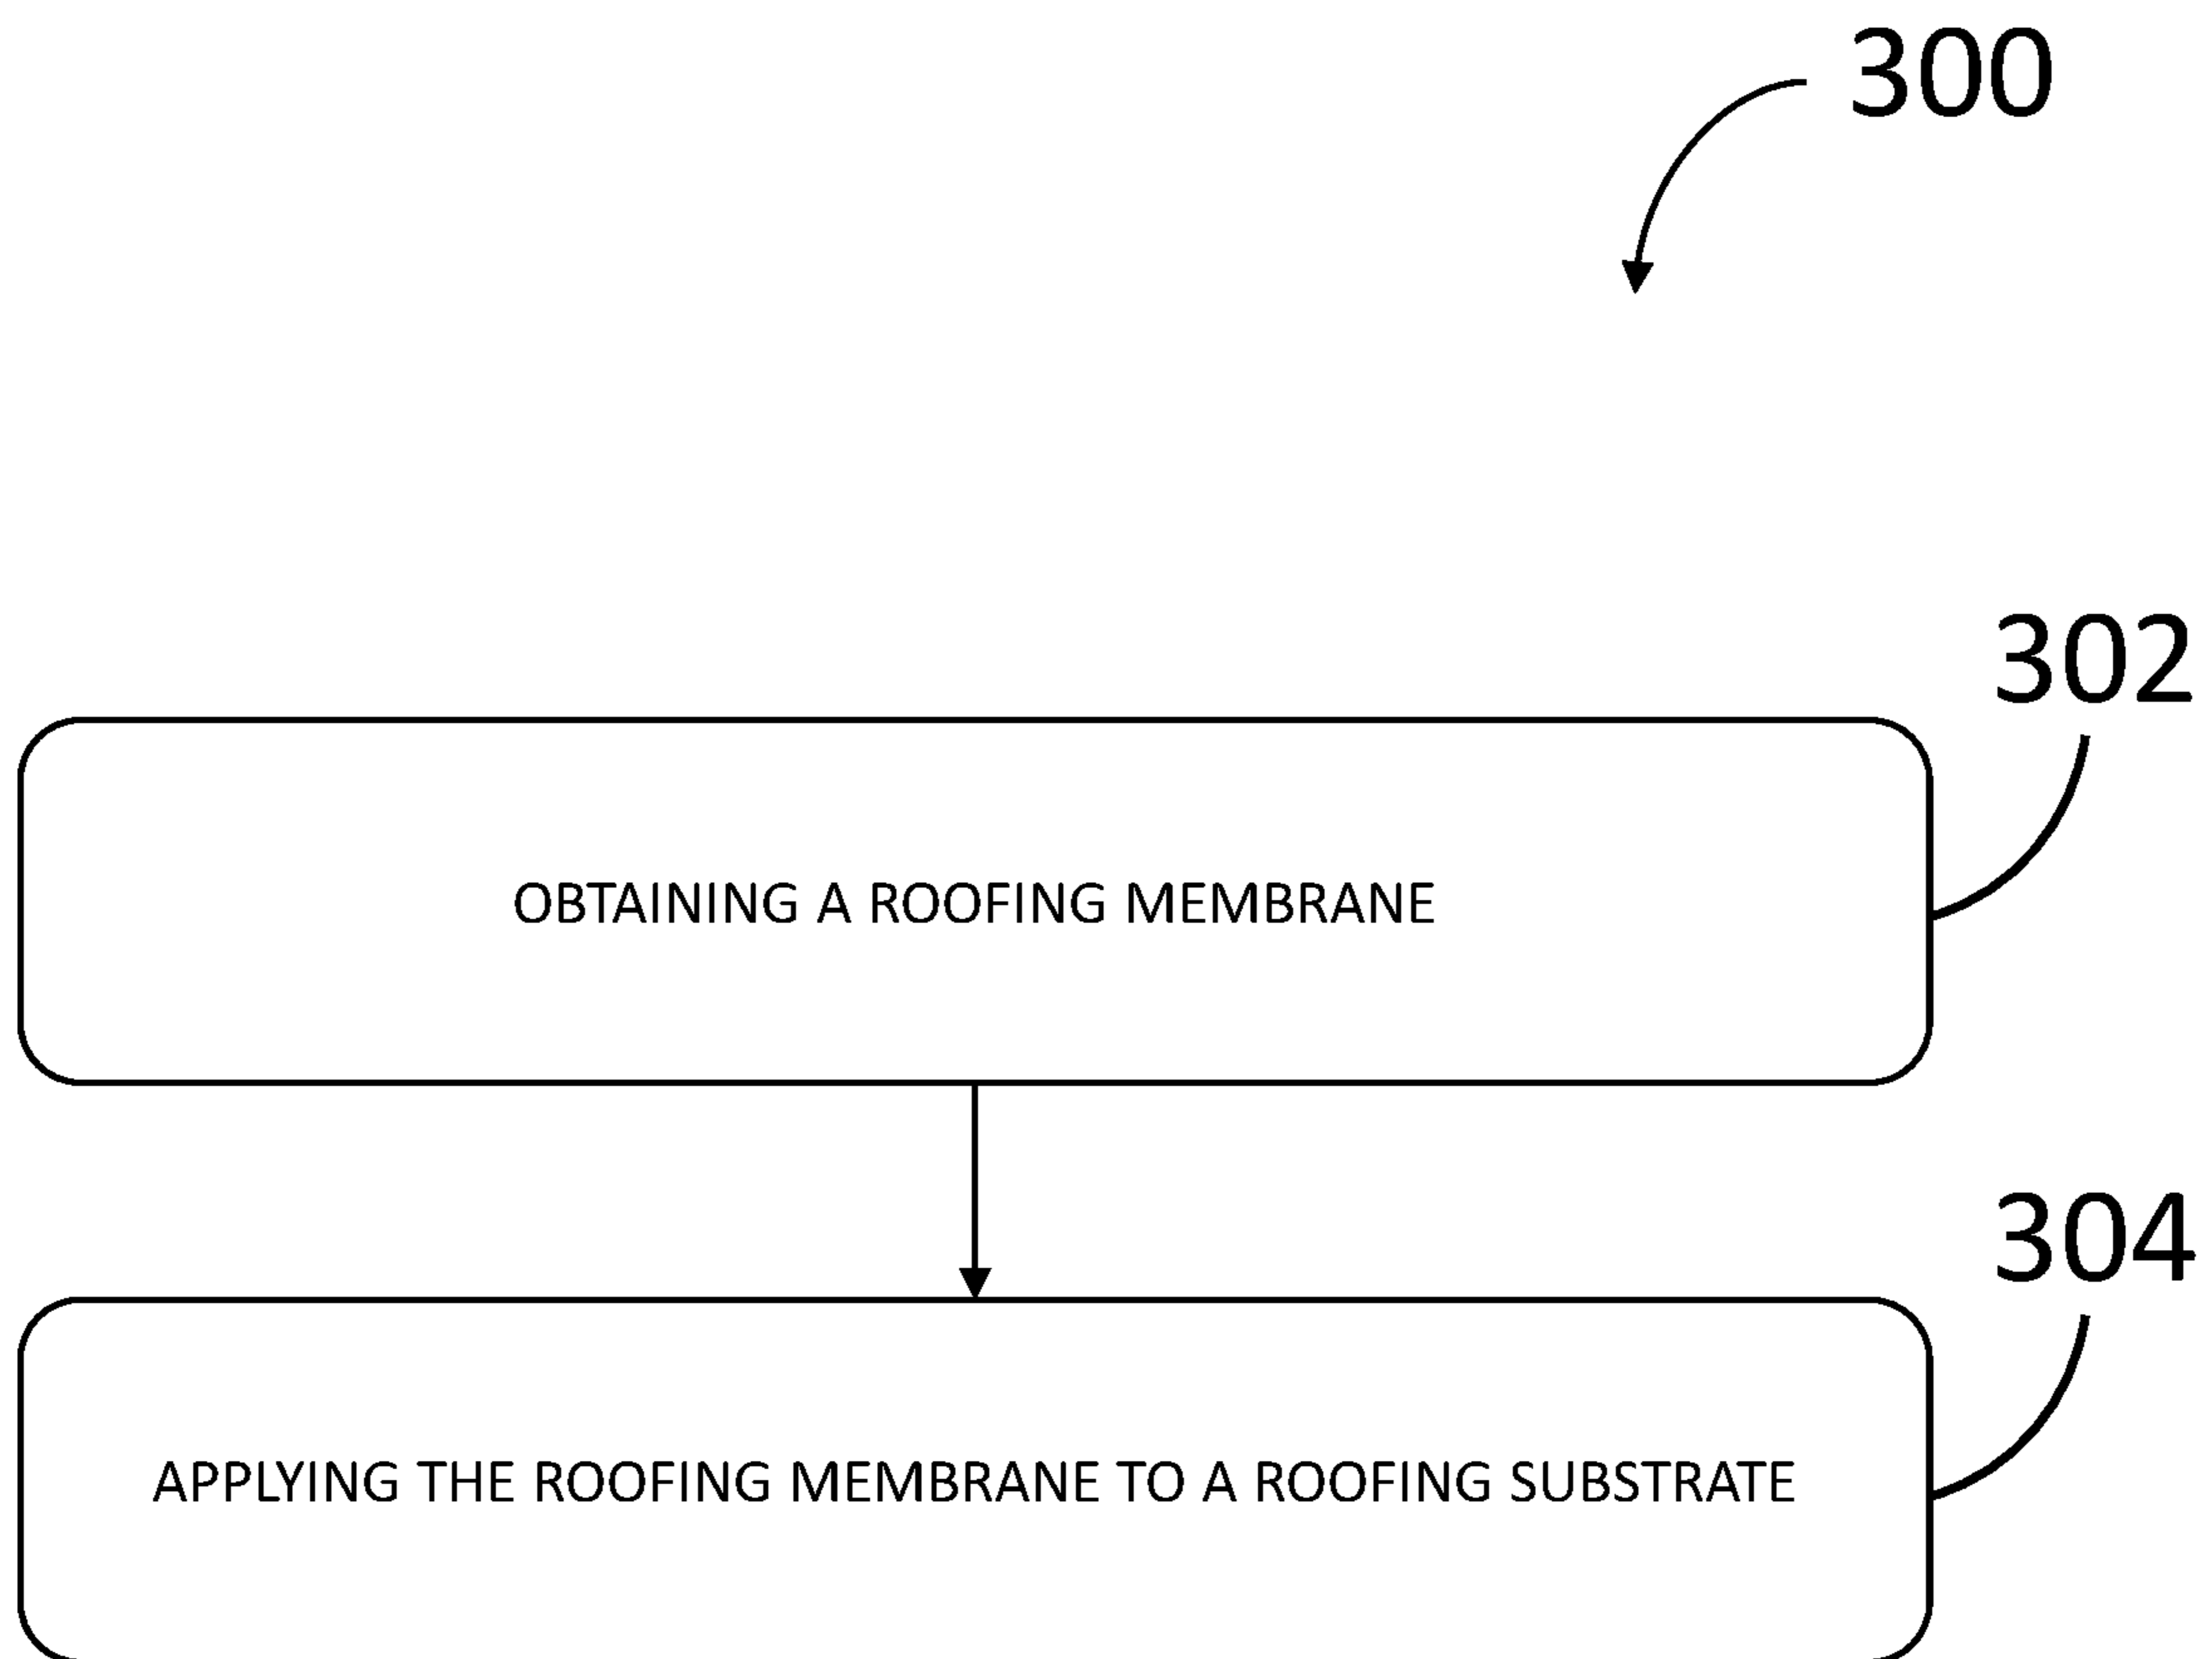 300
302
OBTAINING A ROOFING MEMBRANE
304
APPLYING THE ROOFING MEMBRANE TO A ROOFING SUBSTRATE